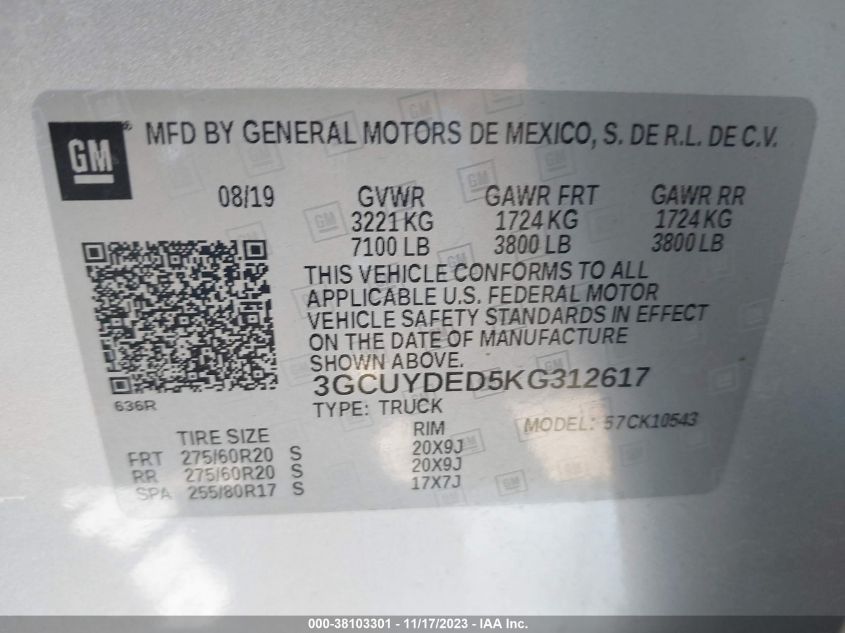 GM® MFD BY GENERAL MOTORS DE MEXICO, S. DE R.L. DE C.V.
08/19 GVWR GAWR FRT GAWR RR
3221 KG 1724 KG 1724 KG
7100 LB 3800 LB 3800 LB
THIS VEHICLE CONFORMS TO ALL
APPLICABLE U.S. FEDERAL MOTOR
VEHICLE SAFETY STANDARDS IN EFFECT
ON THE DATE OF MANUFACTURE
SHOWN ABOVE.
3GCUYDED5KG312617
636R TYPE: TRUCK MODEL: 57CK10543
TIRE SIZE RIM
FRT 275/60R20 S 20X9J
RR 275/60R20 S 20X9J
SPA 255/80R17 S 17X7J
000-38103301 - 11/17/2023 - IAA Inc.